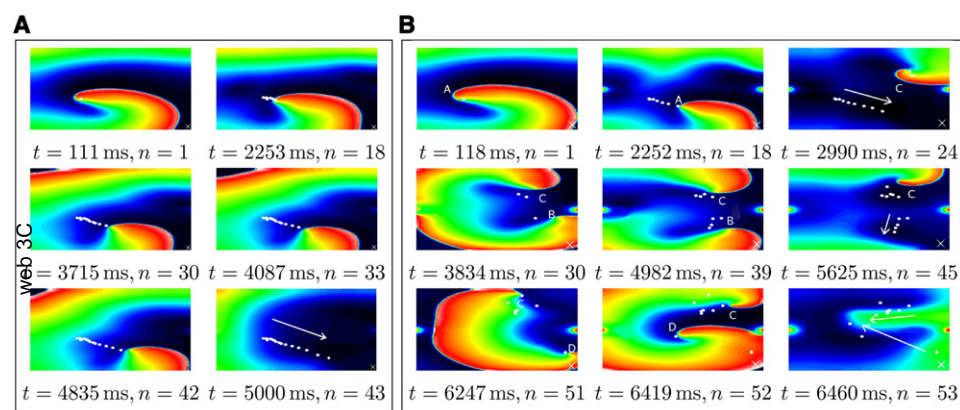 A B
A A C
t = 111 ms, n = 1 t = 2253 ms, n = 18 t = 118 ms, n = 1 t = 2252 ms, n = 18 t = 2990 ms, n = 24
C B C B C
web 3C
= 3715 ms, n = 30 t = 4087 ms, n = 33 t = 3834 ms, n = 30 t = 4982 ms, n = 39 t = 5625 ms, n = 45
C D D C
t = 4835 ms, n = 42 t = 5000 ms, n = 43 t = 6247 ms, n = 51 t = 6419 ms, n = 52 t = 6460 ms, n = 53